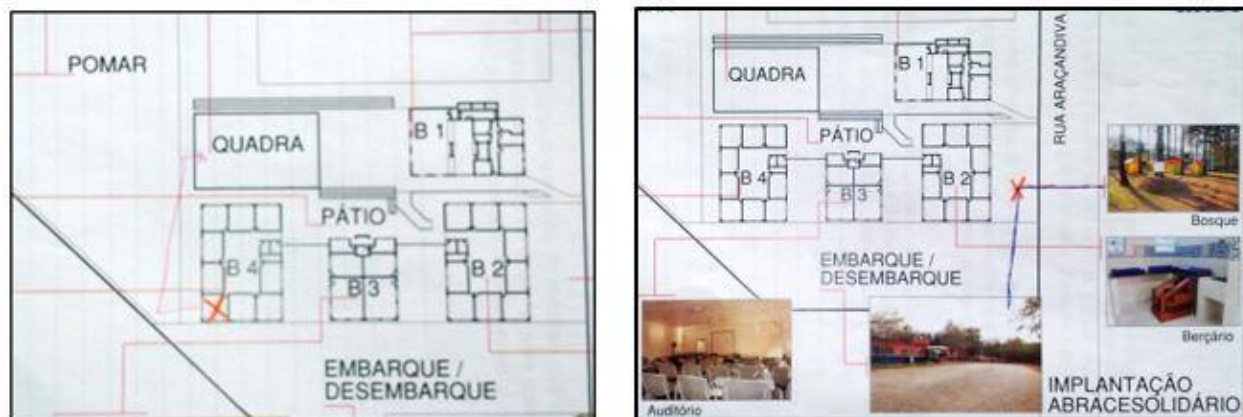 POMAR
QUADRA
B 1
PÁTIO
B 4
B 3
B 2
EMBARQUE /
DESEMBARQUE
QUADRA
B 1
RUA ARAÇANDIVA
PÁTIO
B 4
B 3
B 2
Bosque
EMBARQUE /
DESEMBARQUE
Berçário
Auditório
IMPLANTAÇÃO
ABRACESOLIDÁRIO